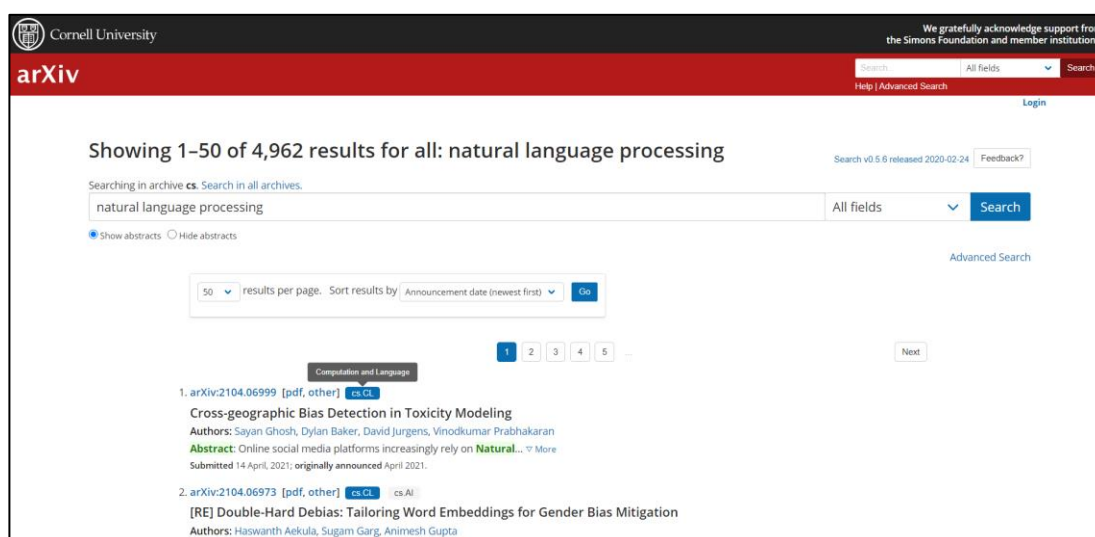 Cornell University
We gratefully acknowledge support fro
the Simons Foundation and member institution
arXiv
Search...
All fields
Search
Help | Advanced Search
Login
Showing 1–50 of 4,962 results for all: natural language processing
Search v0.5.6 released 2020-02-24
Feedback?
Searching in archive cs. Search in all archives.
natural language processing
All fields
Search
Show abstracts
Hide abstracts
Advanced Search
50
results per page.
Sort results by
Announcement date (newest first)
Go
1 2 3 4 5 ...
Next
Computation and Language
1. arXiv:2104.06999 [pdf, other] cs.CL
Cross-geographic Bias Detection in Toxicity Modeling
Authors: Sayan Ghosh, Dylan Baker, David Jurgens, Vinodkumar Prabhakaran
Abstract: Online social media platforms increasingly rely on Natural... ▽ More
Submitted 14 April, 2021; originally announced April 2021.
2. arXiv:2104.06973 [pdf, other] cs.CL cs.AI
[RE] Double-Hard Debias: Tailoring Word Embeddings for Gender Bias Mitigation
Authors: Haswanth Aekula, Sugam Garg, Animesh Gupta